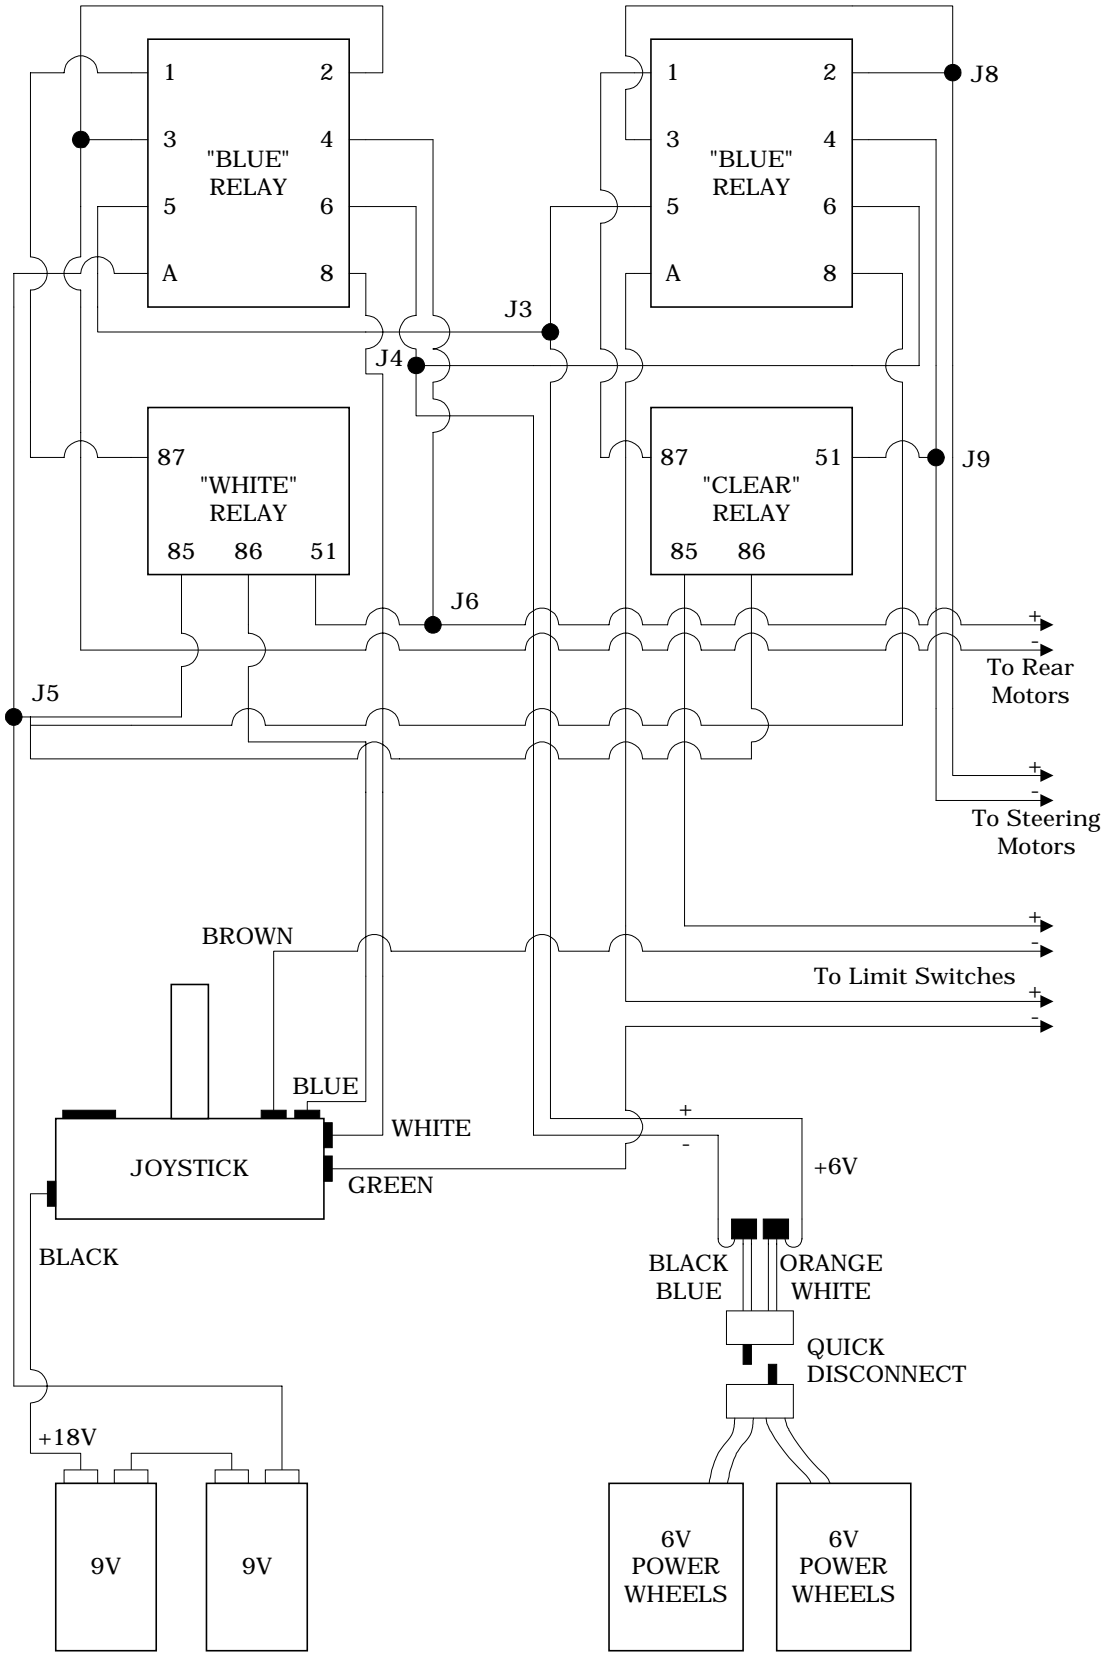 1 2
3 4
5 6
A 8
"BLUE"
RELAY
1 2
3 4
5 6
A 8
"BLUE"
RELAY
J8
J3
J4
87
"WHITE"
RELAY
85 86 51
87 51
"CLEAR"
RELAY
85 86
J9
J6
+
-
To Rear
Motors
J5
+
-
To Steering
Motors
BROWN
+
-
To Limit Switches
+
-
BLUE
WHITE
JOYSTICK
GREEN
BLACK
+
-
+6V
BLACK
BLUE
ORANGE
WHITE
QUICK
DISCONNECT
+18V
9V
9V
6V
POWER
WHEELS
6V
POWER
WHEELS